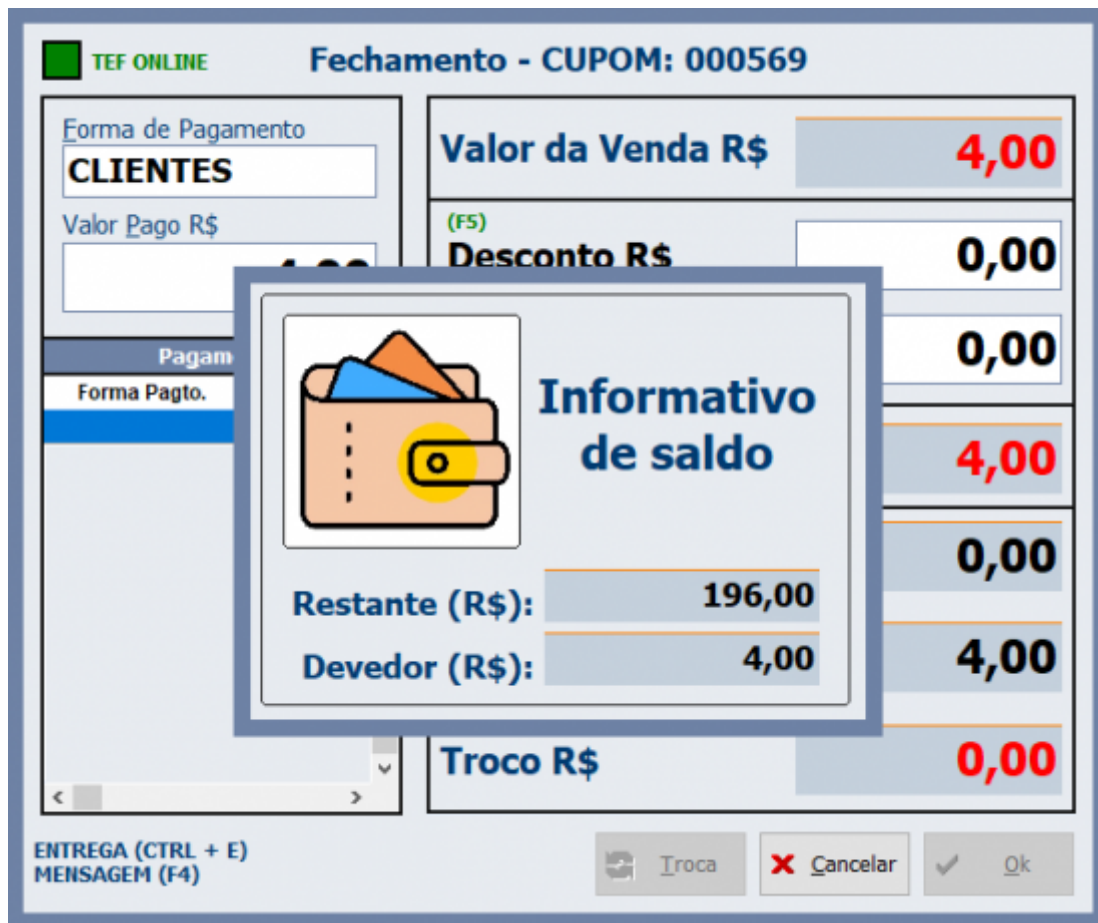 TEF ONLINE
Fechamento - CUPOM: 000569
Forma de Pagamento
CLIENTES
Valor Pago R$
Valor da Venda R$ 4,00
(F5)
Desconto R$ 0,00
0,00
Forma Pagto.
4,00
0,00
4,00
Informativo
de saldo
Restante (R$): 196,00
Devedor (R$): 4,00
Troco R$ 0,00
ENTREGA (CTRL + E)
MENSAGEM (F4)
Troca
Cancelar
Ok